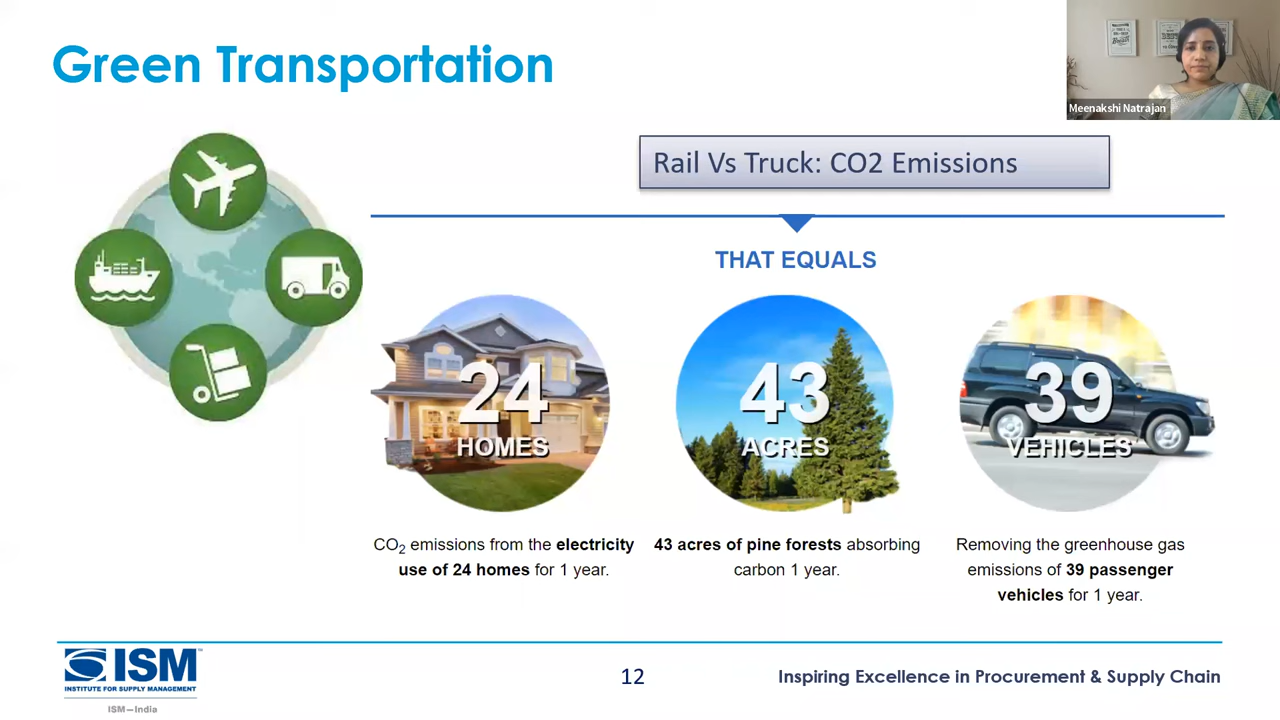 Green Transportation
Meenakshi Natrajan
Rail Vs Truck: CO2 Emissions
THAT EQUALS
24
HOMES
43
ACRES
39
VEHICLES
CO₂ emissions from the electricity
use of 24 homes for 1 year.
43 acres of pine forests absorbing
carbon 1 year.
Removing the greenhouse gas
emissions of 39 passenger
vehicles for 1 year.
ISM™
INSTITUTE FOR SUPPLY MANAGEMENT
ISM—India
12
Inspiring Excellence in Procurement & Supply Chain